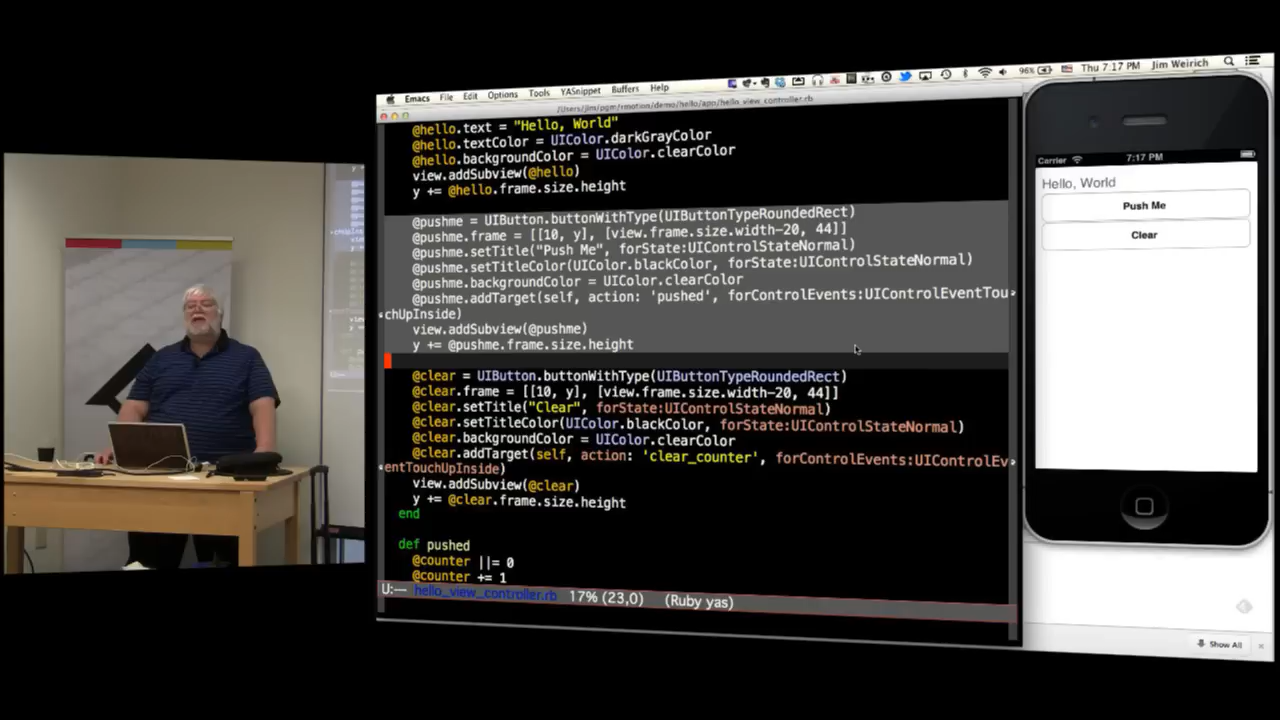 Emacs File Edit Options Tools YASnippet Buffers Help
96% Thu 7:17 PM Jim Weirich
/Users/jim/pgm/rmotion/demo/hello/app/hello_view_controller.rb
@hello.text = "Hello, World"
@hello.textColor = UIColor.darkGrayColor
@hello.backgroundColor = UIColor.clearColor
view.addSubview(@hello)
y += @hello.frame.size.height
@pushme = UIButton.buttonWithType(UIButtonTypeRoundedRect)
@pushme.frame = [[10, y], [view.frame.size.width-20, 44]]
@pushme.setTitle("Push Me", forState:UIControlStateNormal)
@pushme.setTitleColor(UIColor.blackColor, forState:UIControlStateNormal)
@pushme.backgroundColor = UIColor.clearColor
@pushme.addTarget(self, action: 'pushed', forControlEvents:UIControlEventTou
chUpInside)
view.addSubview(@pushme)
y += @pushme.frame.size.height
@clear = UIButton.buttonWithType(UIButtonTypeRoundedRect)
@clear.frame = [[10, y], [view.frame.size.width-20, 44]]
@clear.setTitle("Clear", forState:UIControlStateNormal)
@clear.setTitleColor(UIColor.blackColor, forState:UIControlStateNormal)
@clear.backgroundColor = UIColor.clearColor
@clear.addTarget(self, action: 'clear_counter', forControlEvents:UIControlEv
entTouchUpInside)
view.addSubview(@clear)
y += @clear.frame.size.height
end
def pushed
@counter ||= 0
@counter += 1
U:--- hello_view_controller.rb 17% (23,0) (Ruby yas)
Carrier 7:17 PM
Hello, World
Push Me
Clear
Show All